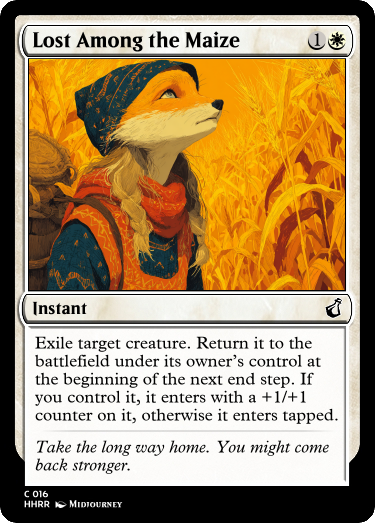 Lost Among the Maize 1
Instant
Exile target creature. Return it to the
battlefield under its owner's control at
the beginning of the next end step. If
you control it, it enters with a +1/+1
counter on it, otherwise it enters tapped.
Take the long way home. You might come
back stronger.
C 016
HHRR Midjourney